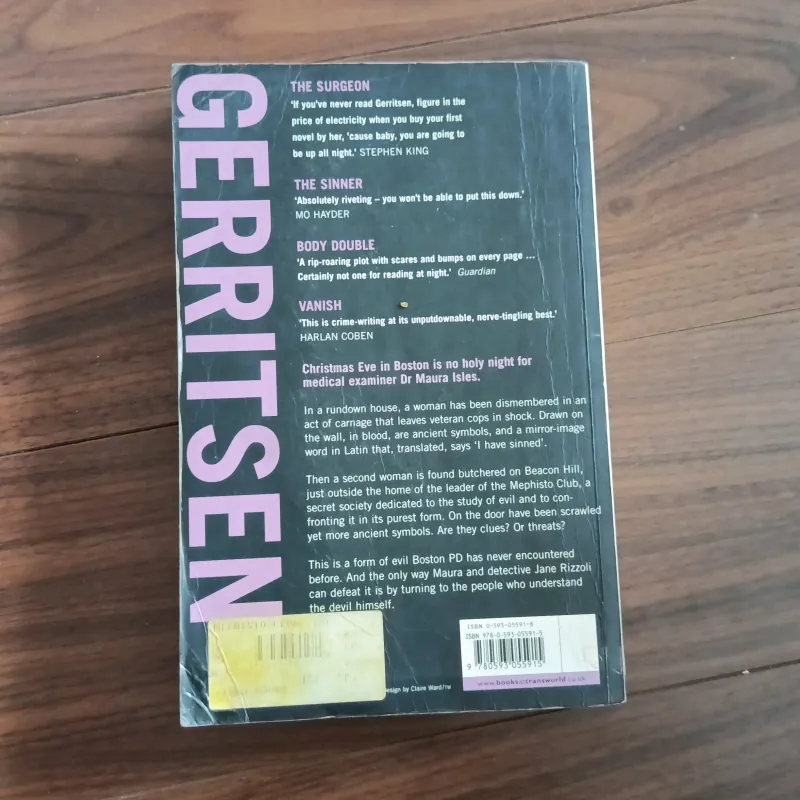 GERRITSEN
THE SURGEON
'If you've never read Gerritsen, figure in the
price of electricity when you buy your first
novel by her, 'cause baby, you are going to
be up all night.' STEPHEN KING
THE SINNER
'Absolutely riveting – you won't be able to put this down.'
MO HAYDER
BODY DOUBLE
'A rip-roaring plot with scares and bumps on every page ...
Certainly not one for reading at night.' Guardian
VANISH
'This is crime-writing at its unputdownable, nerve-tingling best.'
HARLAN COBEN
Christmas Eve in Boston is no holy night for
medical examiner Dr Maura Isles.
In a rundown house, a woman has been dismembered in an
act of carnage that leaves veteran cops in shock. Drawn on
the wall, in blood, are ancient symbols, and a mirror-image
word in Latin that, translated, says 'I have sinned'.
Then a second woman is found butchered on Beacon Hill,
just outside the home of the leader of the Mephisto Club, a
secret society dedicated to the study of evil and to con-
fronting it in its purest form. On the door have been scrawled
yet more ancient symbols. Are they clues? Or threats?
This is a form of evil Boston PD has never encountered
before. And the only way Maura and detective Jane Rizzoli
can defeat it is by turning to the people who understand
the devil himself.
ISBN 0-593-05591-8
ISBN 978-0-593-05591-5
9 780593 055915
www.booksattransworld.co.uk
design by Claire Ward/TW